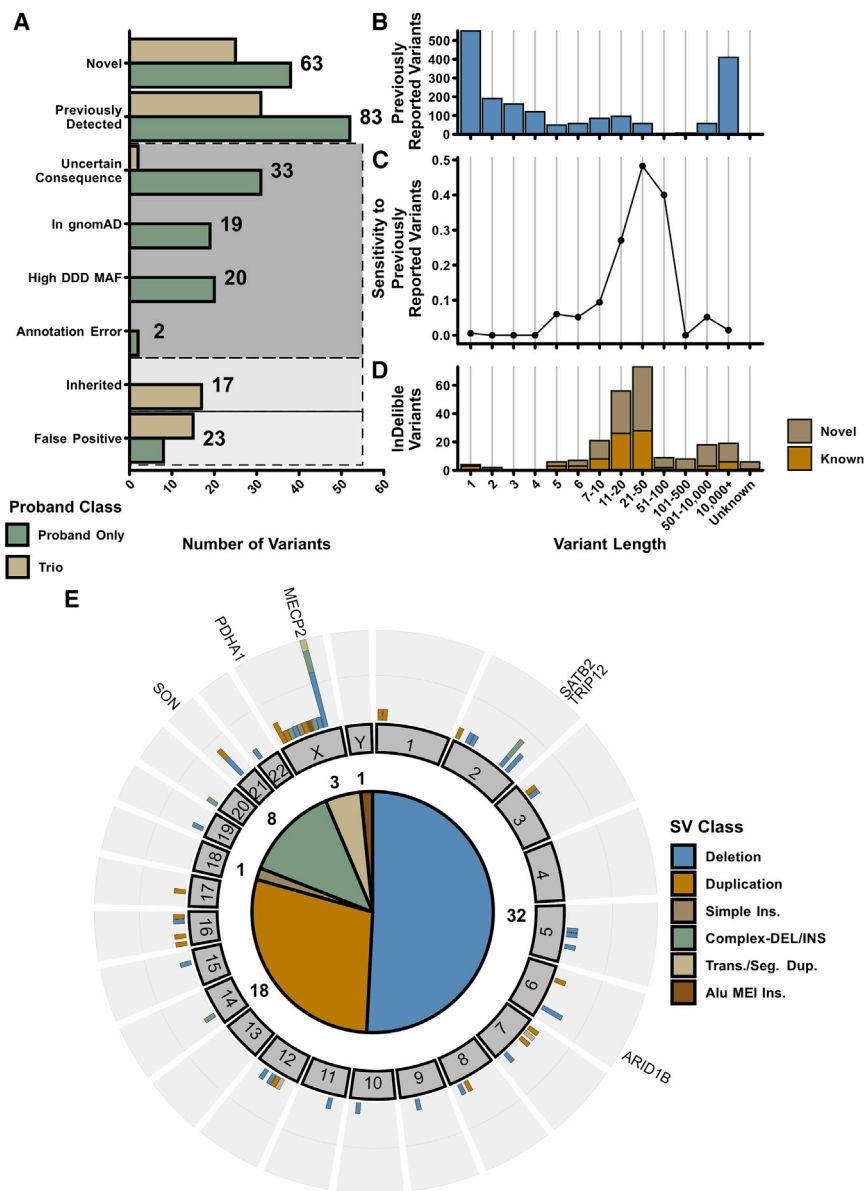 A
Novel
63
Previously
Detected
83
Uncertain
Consequence
33
In gnomAD
19
High DDD MAF
20
Annotation Error
2
Inherited
17
False Positive
23
0
10
20
30
40
50
60
Number of Variants
Proband Class
Proband Only
Trio
B
Previously
Reported Variants
500
400
300
200
100
0
C
Sensitivity to
Previously
Reported Variants
0.5
0.4
0.3
0.2
0.1
0.0
D
InDelible
Variants
60
40
20
0
1
2
3
4
5
6
7-10
11-20
21-50
51-100
101-500
501-10,000
10,000+
Unknown
Variant Length
Novel
Known
E
MECP2
PDHA1
SON
SATB2
TRIP12
ARID1B
1
2
3
4
5
6
7
8
9
10
11
12
13
14
15
16
17
18
19
20
21
22
X
Y
32
18
1
8
3
1
SV Class
Deletion
Duplication
Simple Ins.
Complex-DEL/INS
Trans./Seg. Dup.
Alu MEI Ins.